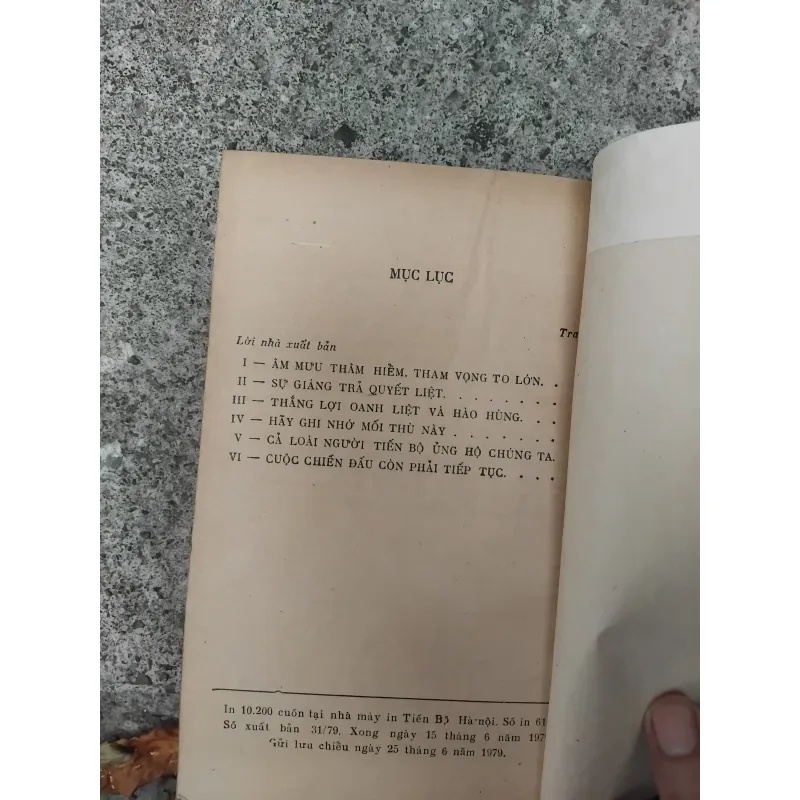 MỤC LỤC
Tra
Lời nhà xuất bản
I — ÂM MƯU THÂM HIỂM, THAM VỌNG TO LỚN. .
II — SỰ GIÁNG TRẢ QUYẾT LIỆT. . . . . . . .
III — THẮNG LỢI OANH LIỆT VÀ HÀO HÙNG. . . .
IV — HÃY GHI NHỚ MỐI THÙ NÀY . . . . . . .
V — CẢ LOÀI NGƯỜI TIẾN BỘ ỦNG HỘ CHÚNG TA.
VI — CUỘC CHIẾN ĐẤU CÒN PHẢI TIẾP TỤC. . . . .
In 10.200 cuốn tại nhà máy in Tiến Bộ Hà-nội. Số in 61
Số xuất bản 31/79. Xong ngày 15 tháng 6 năm 197
Gửi lưu chiều ngày 25 tháng 6 năm 1979.